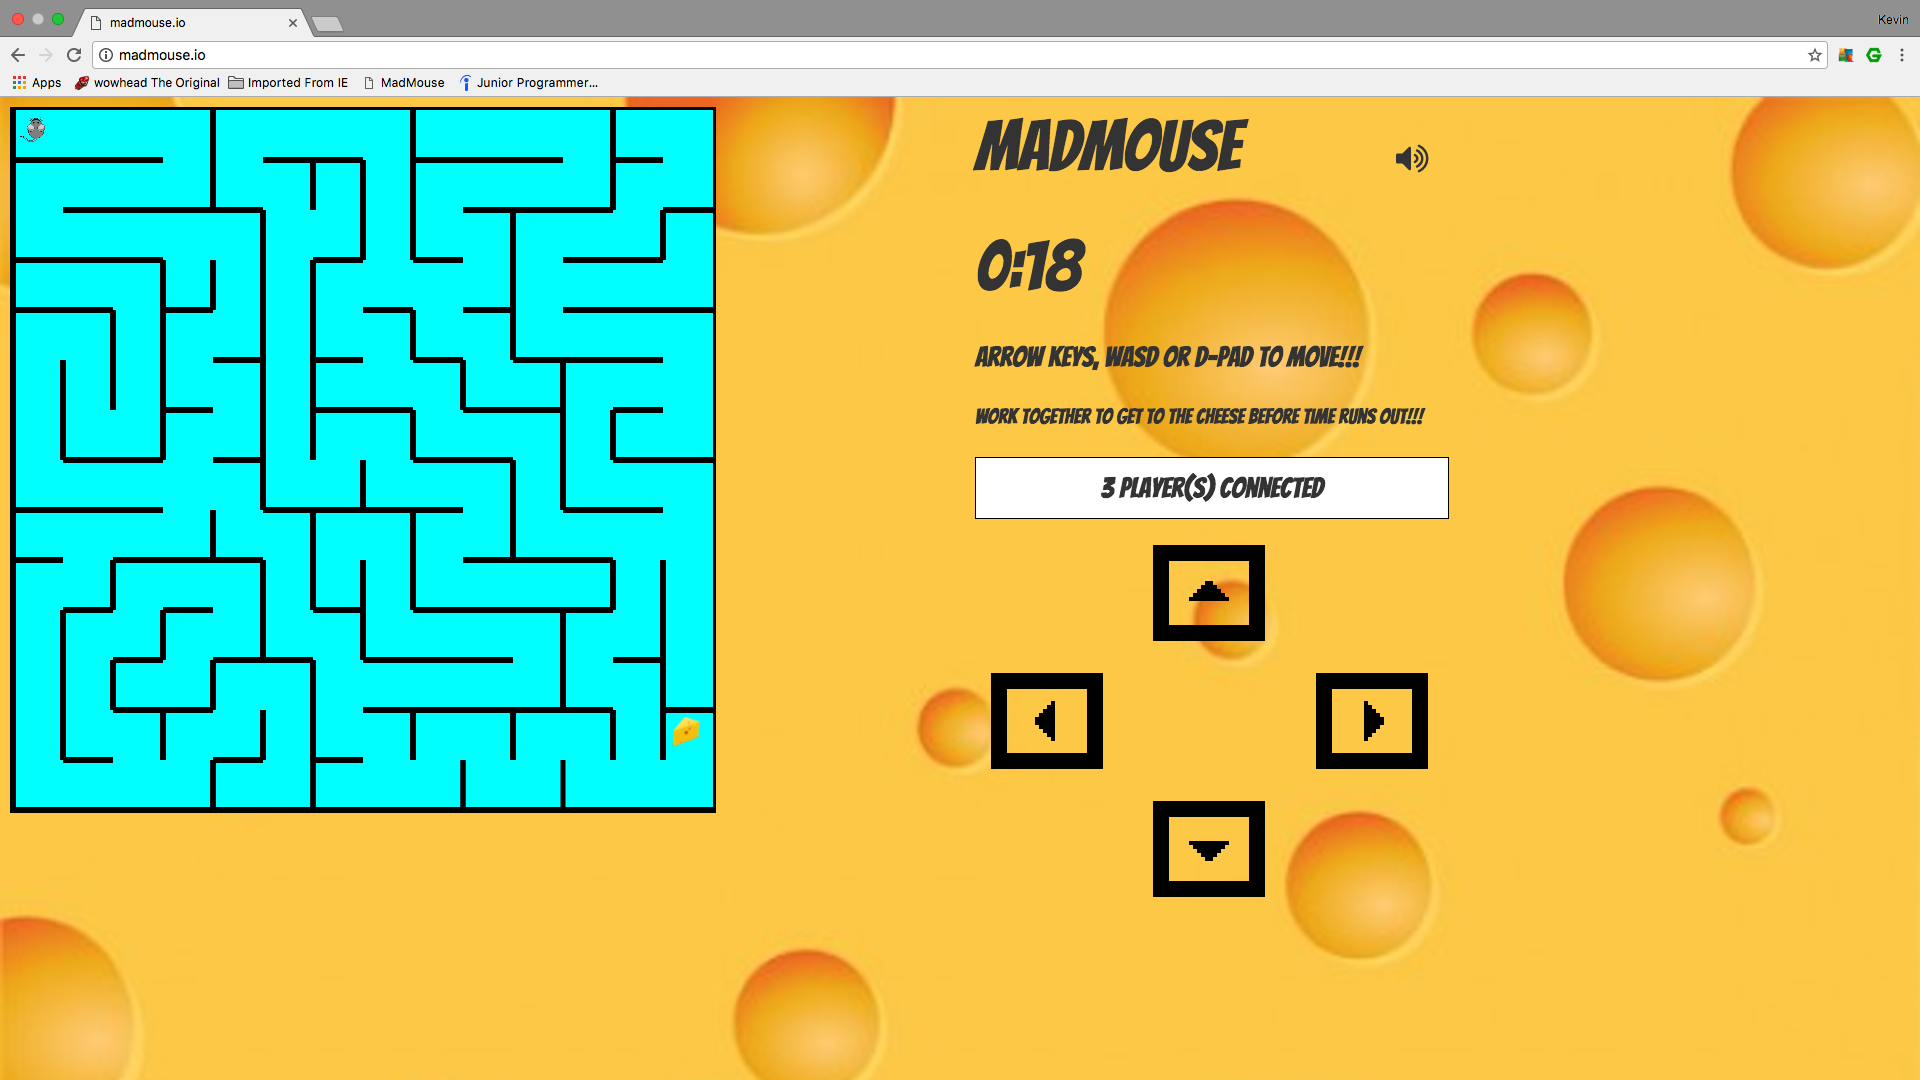 madmouse.io
Kevin
madmouse.io
Apps wowhead The Original Imported From IE MadMouse Junior Programmer...
MADMOUSE
0:18
ARROW KEYS, WASD OR D-PAD TO MOVE!!!
WORK TOGETHER TO GET TO THE CHEESE BEFORE TIME RUNS OUT!!!
3 PLAYER(S) CONNECTED